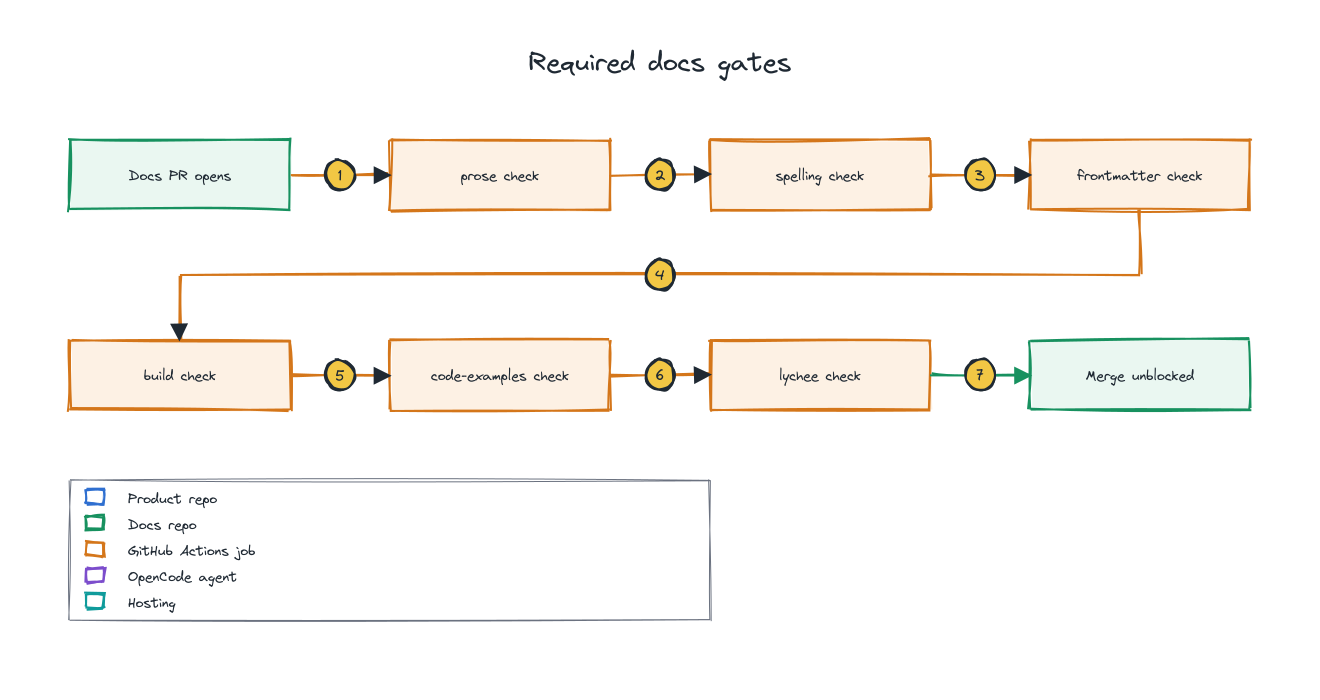 Required docs gates
Docs PR opens
1
prose check
2
spelling check
3
frontmatter check
4
build check
5
code-examples check
6
lychee check
7
Merge unblocked
Product repo
Docs repo
GitHub Actions job
OpenCode agent
Hosting